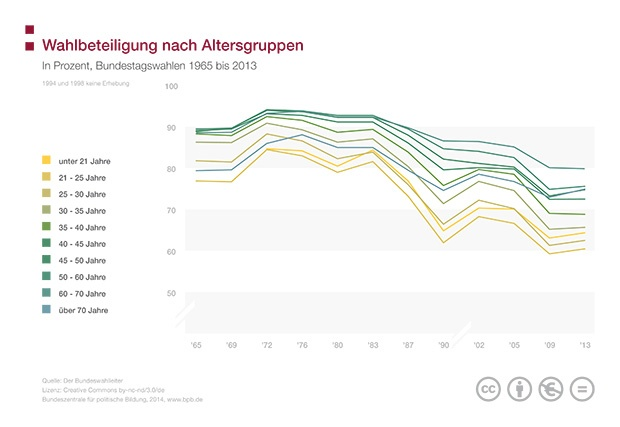 Wahlbeteiligung nach Altersgruppen
In Prozent, Bundestagswahlen 1965 bis 2013
1994 und 1998 keine Erhebung
100
90
80
70
60
50
unter 21 Jahre
21 - 25 Jahre
25 - 30 Jahre
30 - 35 Jahre
35 - 40 Jahre
40 - 45 Jahre
45 - 50 Jahre
50 - 60 Jahre
60 - 70 Jahre
über 70 Jahre
'65 '69 '72 '76 '80 '83 '87 '90 '02 '05 '09 '13
Quelle: Der Bundeswahlleiter
Lizenz: Creative Commons by-nc-nd/3.0/de
Bundeszentrale für politische Bildung, 2014, www.bpb.de
cc